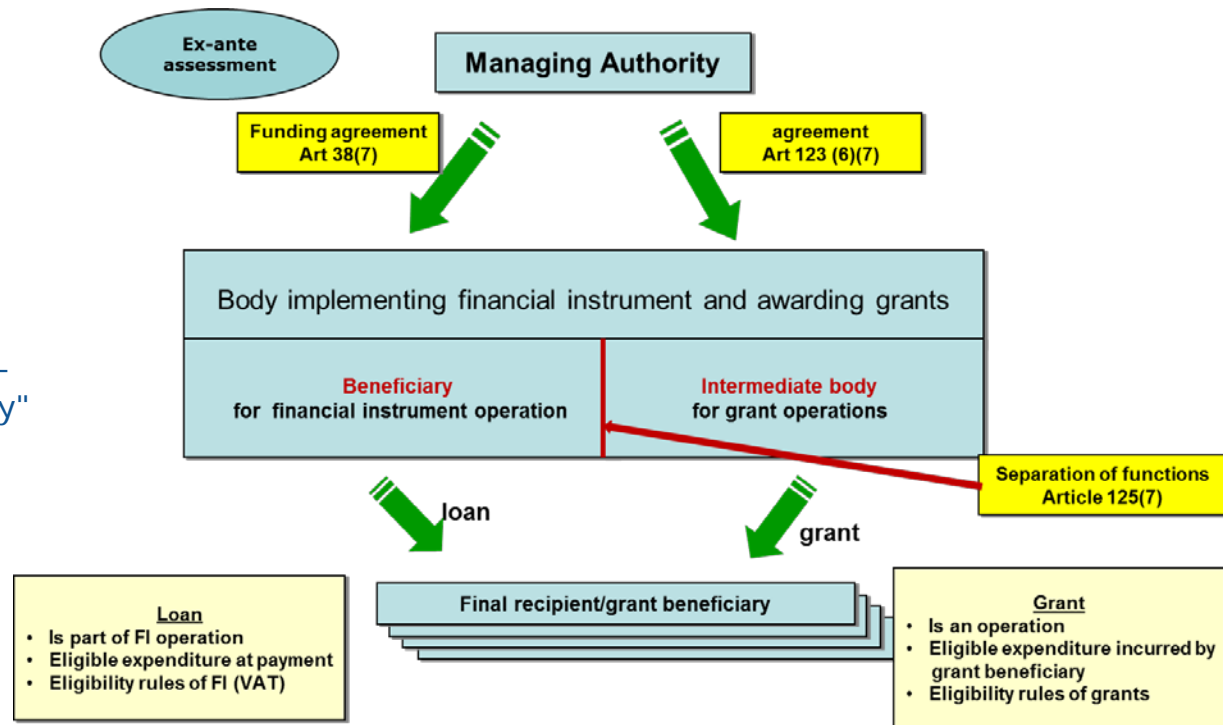 Ex-ante
assessment
Managing Authority
Funding agreement
Art 38(7)
agreement
Art 123 (6)(7)
Body implementing financial instrument and awarding grants
Beneficiary
for financial instrument operation
Intermediate body
for grant operations
y"
Separation of functions
Article 125(7)
loan
grant
Loan
• Is part of FI operation
• Eligible expenditure at payment
• Eligibility rules of FI (VAT)
Final recipient/grant beneficiary
Grant
• Is an operation
• Eligible expenditure incurred by
grant beneficiary
• Eligibility rules of grants